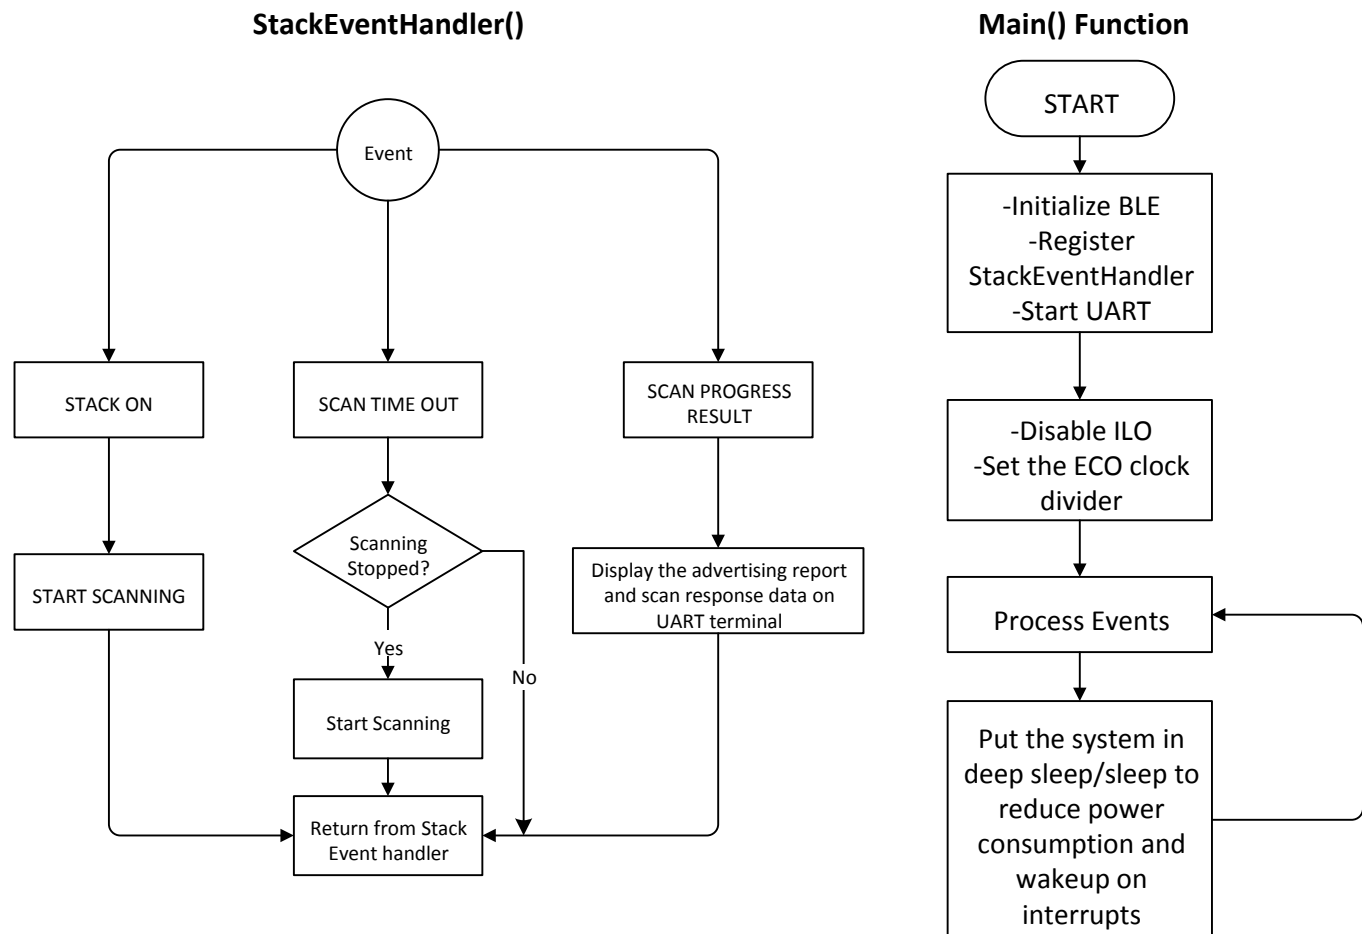 StackEventHandler()
Event
STACK ON
SCAN TIME OUT
SCAN PROGRESS
RESULT
START SCANNING
Scanning
Stopped?
Display the advertising report
and scan response data on
UART terminal
Yes
No
Start Scanning
Return from Stack
Event handler
Main() Function
START
-Initialize BLE
-Register
StackEventHandler
-Start UART
-Disable ILO
-Set the ECO clock
divider
Process Events
Put the system in
deep sleep/sleep to
reduce power
consumption and
wakeup on
interrupts